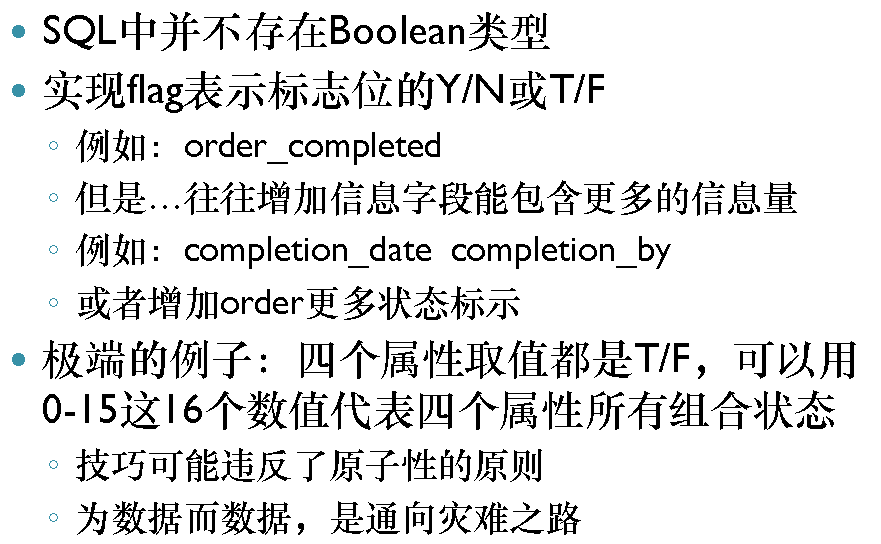 • SQL中并不存在Boolean类型
• 实现flag表示标志位的Y/N或T/F
◦ 例如：order_completed
◦ 但是…往往增加信息字段能包含更多的信息量
◦ 例如：completion_date completion_by
◦ 或者增加order更多状态标示
• 极端的例子：四个属性取值都是T/F，可以用
0-15这16个数值代表四个属性所有组合状态
◦ 技巧可能违反了原子性的原则
◦ 为数据而数据，是通向灾难之路